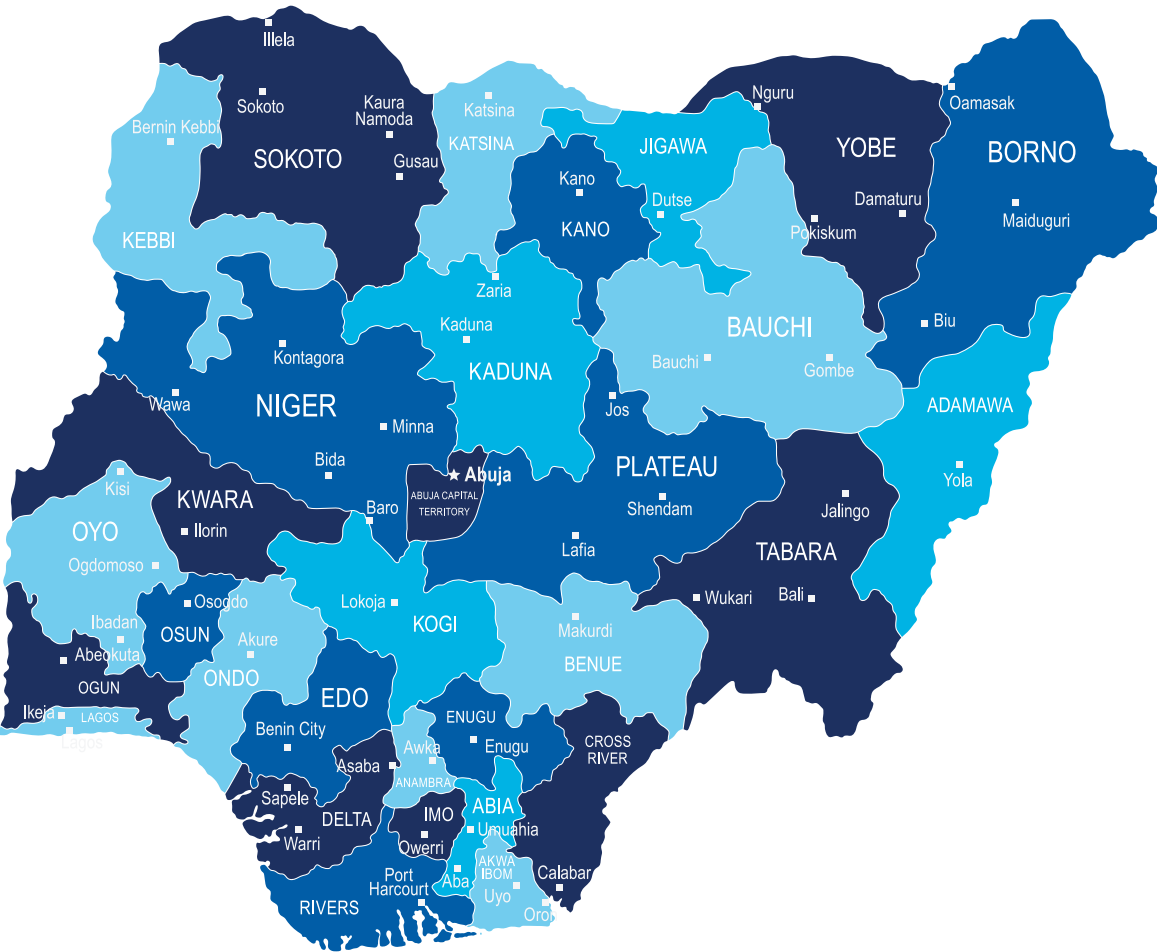 Illela
Sokoto
Kaura
Namoda
Gusau
SOKOTO
Bernin Kebbi
KEBBI
Katsina
KATSINA
Kano
KANO
JIGAWA
Dutse
Nguru
YOBE
Damaturu
Pokiskum
Oamasak
BORNO
Maiduguri
Biu
Zaria
Kaduna
KADUNA
BAUCHI
Bauchi
Gombe
Kontagora
NIGER
Wawa
Minna
Bida
Baro
Abuja
ABUJA CAPITAL
TERRITORY
Jos
PLATEAU
Shendam
Lafia
ADAMAWA
Yola
Jalingo
TABARA
Bali
Wukari
Kisi
KWARA
Ilorin
OYO
Ogdomoso
Ibadan
Osogdo
OSUN
Abeokuta
OGUN
Ikeja
LAGOS
Lagos
Akure
ONDO
Lokoja
KOGI
Makurdi
BENUE
EDO
Benin City
ENUGU
Enugu
CROSS
RIVER
Asaba
Awka
ANAMBRA
Sapele
DELTA
Warri
IMO
Owerri
ABIA
Umuahia
Aba
AKWA
IBOM
Uyo
Calabar
Oron
Port
Harcourt
RIVERS